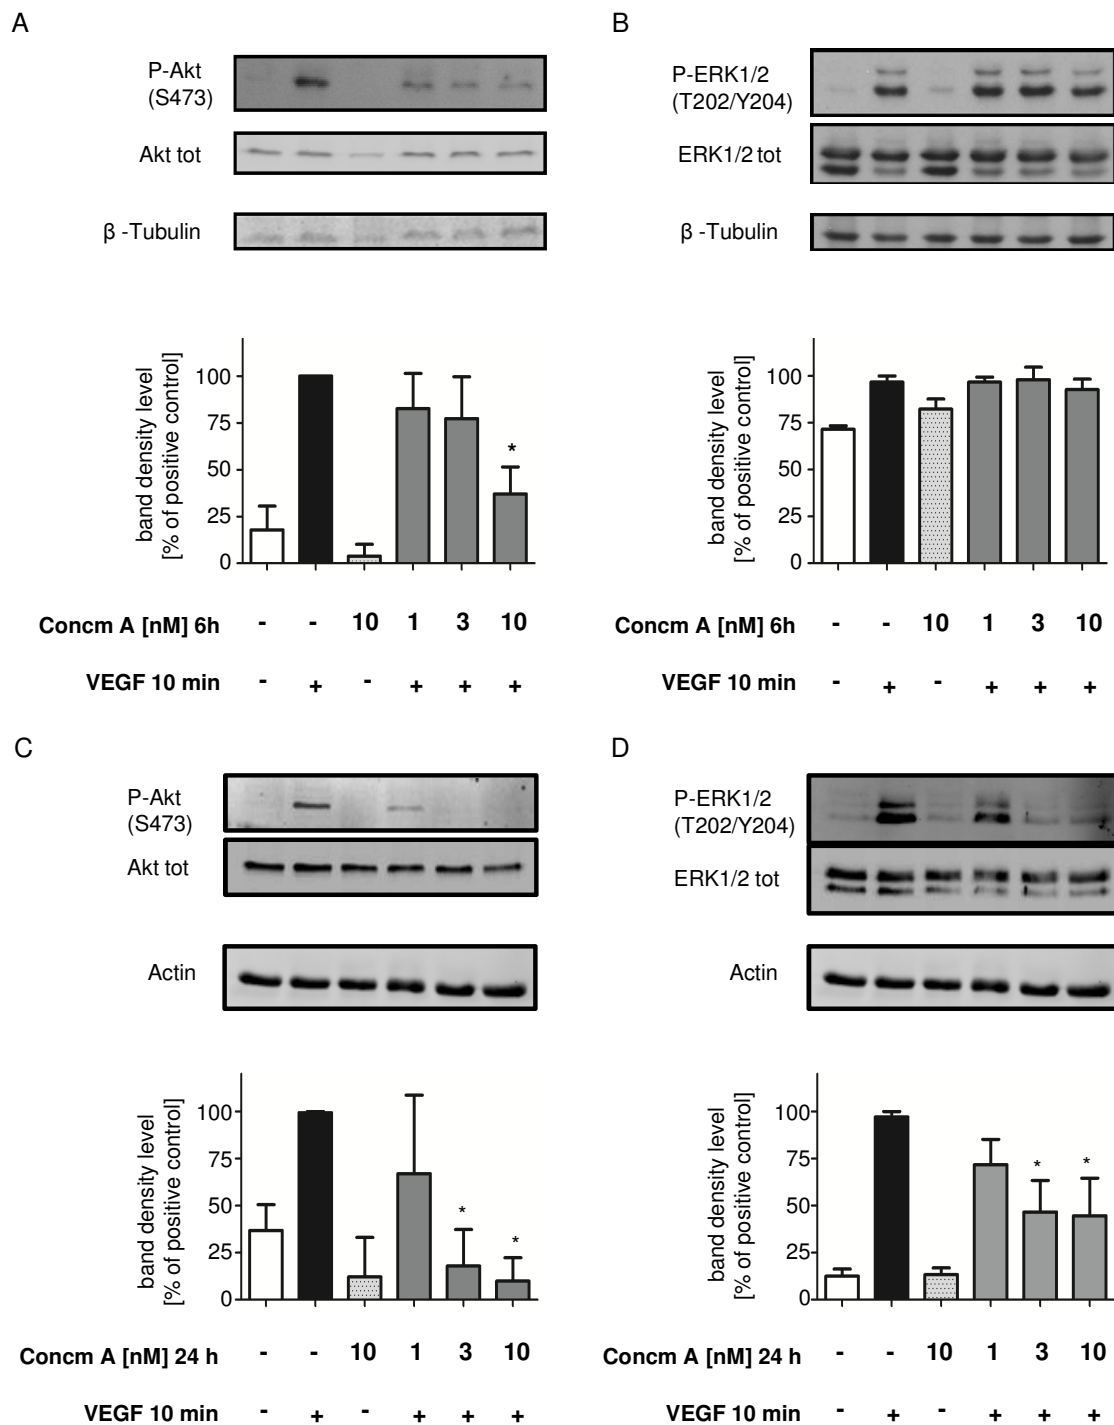 A
P-Akt
(S473)
Akt tot
β -Tubulin
band density level
[% of positive control]
100
75
50
25
0
*
Concm A [nM] 6h - - 10 1 3 10
VEGF 10 min - + - + + +
B
P-ERK1/2
(T202/Y204)
ERK1/2 tot
β -Tubulin
band density level
[% of positive control]
100
75
50
25
0
Concm A [nM] 6h - - 10 1 3 10
VEGF 10 min - + - + + +
C
P-Akt
(S473)
Akt tot
Actin
band density level
[% of positive control]
100
75
50
25
0
* *
Concm A [nM] 24 h - - 10 1 3 10
VEGF 10 min - + - + + +
D
P-ERK1/2
(T202/Y204)
ERK1/2 tot
Actin
band density level
[% of positive control]
100
75
50
25
0
* *
Concm A [nM] 24 h - - 10 1 3 10
VEGF 10 min - + - + + +